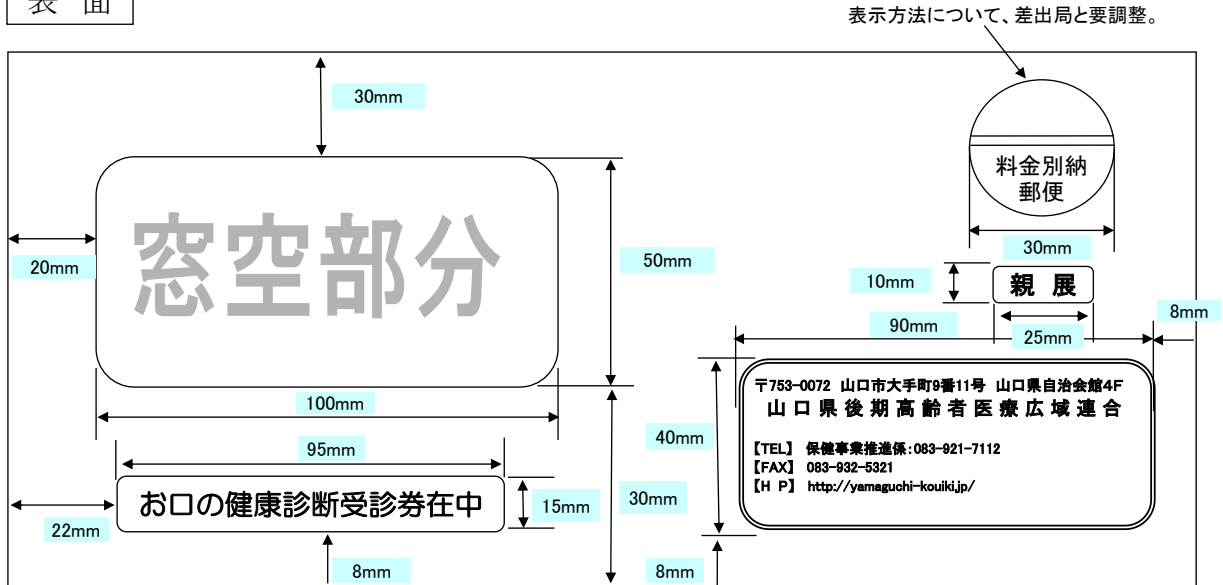 表 面
表示方法について、差出局と要調整。
30mm
料金別納
郵便
窓空部分
20mm
50mm
30mm
10mm
親 展
8mm
90mm
25mm
〒753-0072 山口市大手町9番11号 山口県自治会館4F
山口県後期高齢者医療広域連合
100mm
40mm
95mm
【TEL】 保健事業推進係:083-921-7112
【FAX】 083-932-5321
【H P】 http://yamaguchi-kouiki.jp/
お口の健康診断受診券在中
15mm
30mm
22mm
8mm
8mm